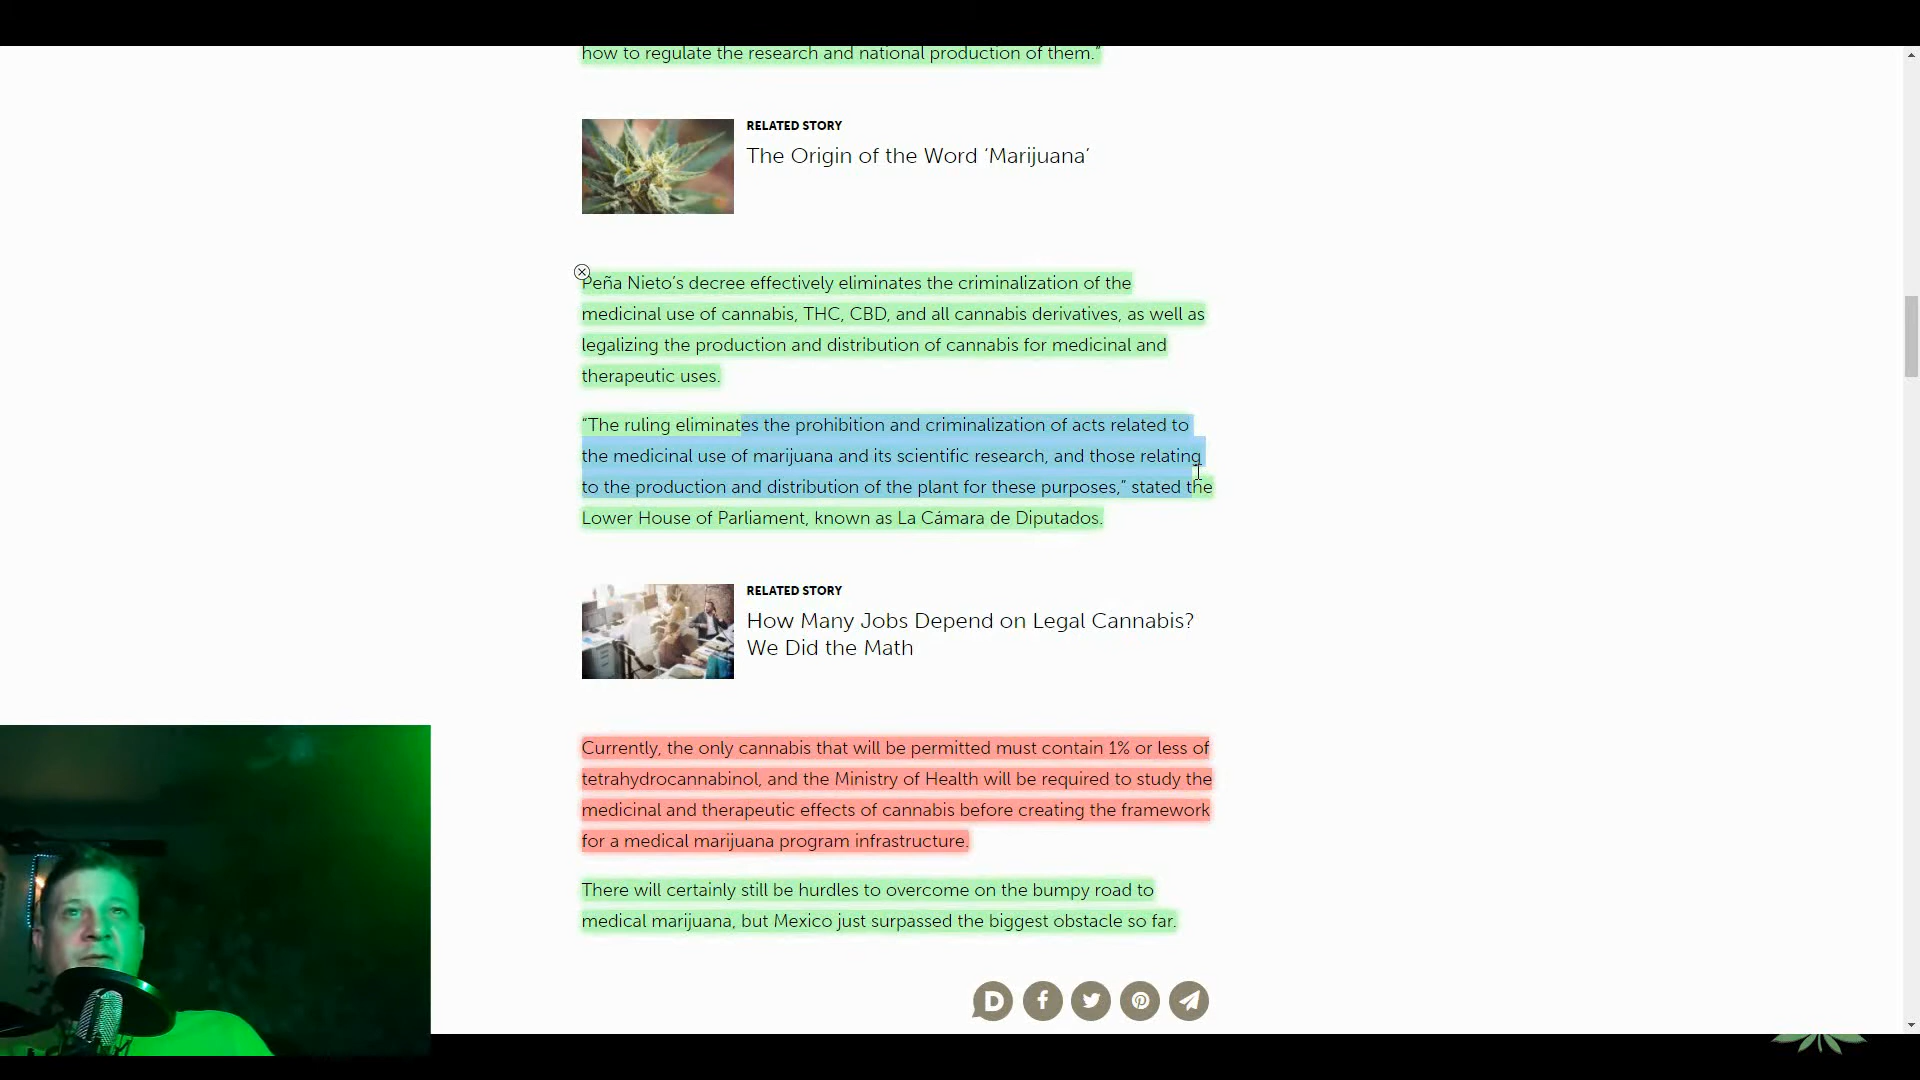 how to regulate the research and national production of them.”
RELATED STORY
The Origin of the Word ‘Marijuana’
Peña Nieto’s decree effectively eliminates the criminalization of the
medicinal use of cannabis, THC, CBD, and all cannabis derivatives, as well as
legalizing the production and distribution of cannabis for medicinal and
therapeutic uses.
“The ruling eliminates the prohibition and criminalization of acts related to
the medicinal use of marijuana and its scientific research, and those relating
to the production and distribution of the plant for these purposes,” stated the
Lower House of Parliament, known as La Cámara de Diputados.
RELATED STORY
How Many Jobs Depend on Legal Cannabis?
We Did the Math
Currently, the only cannabis that will be permitted must contain 1% or less of
tetrahydrocannabinol, and the Ministry of Health will be required to study the
medicinal and therapeutic effects of cannabis before creating the framework
for a medical marijuana program infrastructure.
There will certainly still be hurdles to overcome on the bumpy road to
medical marijuana, but Mexico just surpassed the biggest obstacle so far.